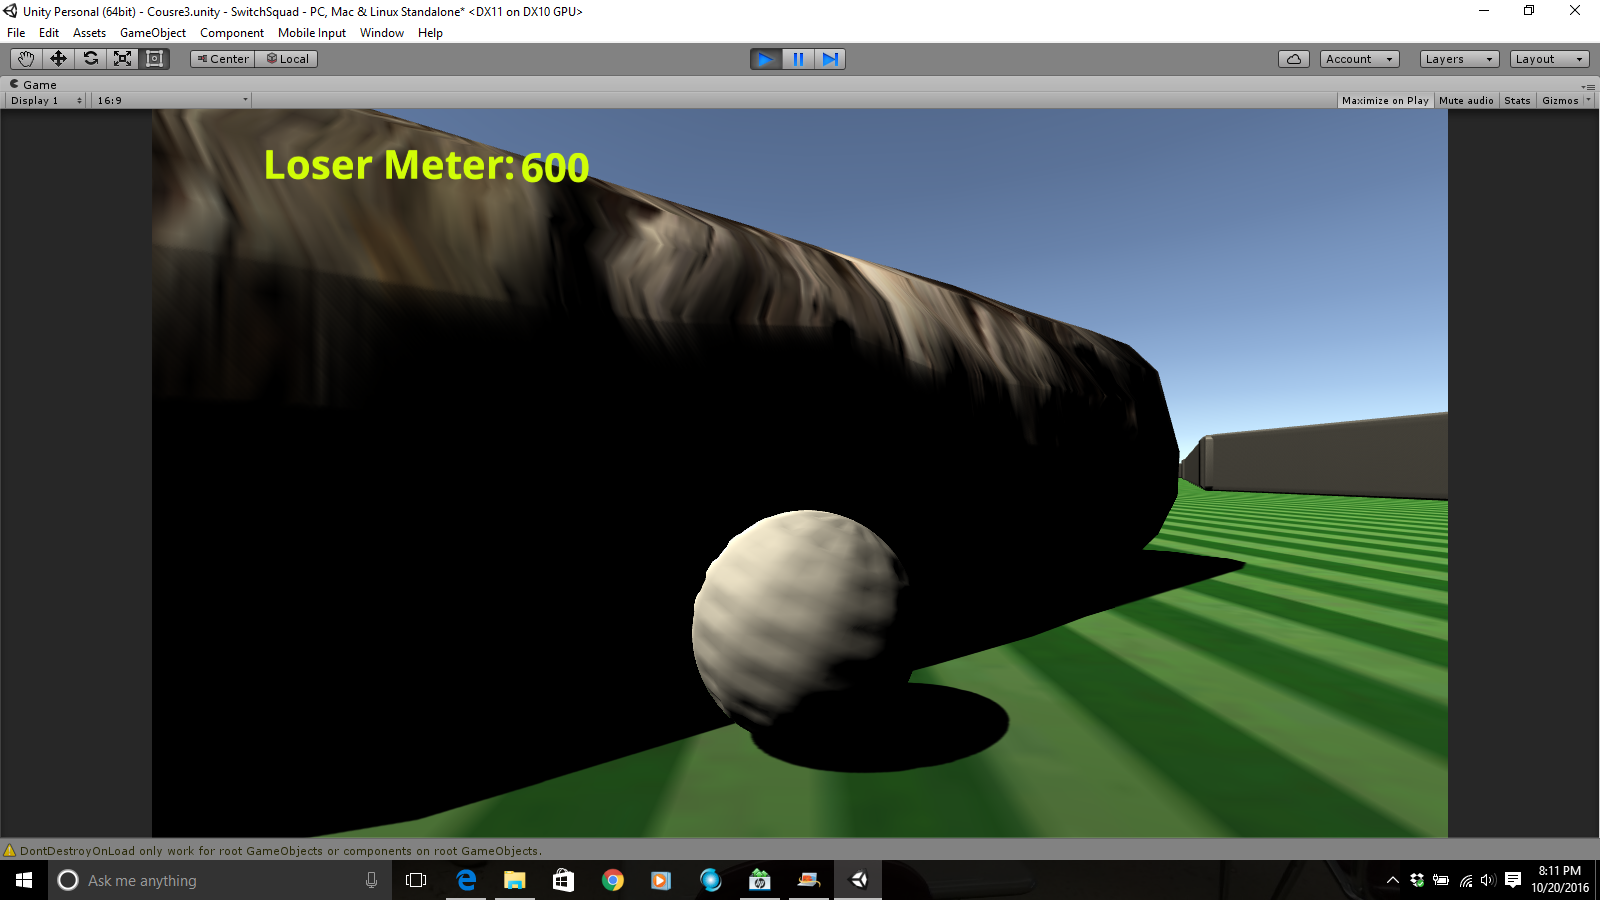 Unity Personal (64bit) - Cousre3.unity - SwitchSquad - PC, Mac & Linux Standalone* <DX11 on DX10 GPU>
File Edit Assets GameObject Component Mobile Input Window Help
Center Local Account Layers Layout
Game
Display 1 16:9 Maximize on Play Mute audio Stats Gizmos
Loser Meter: 600
DontDestroyOnLoad only work for root GameObjects or components on root GameObjects.
Ask me anything
hp
8:11 PM
10/20/2016